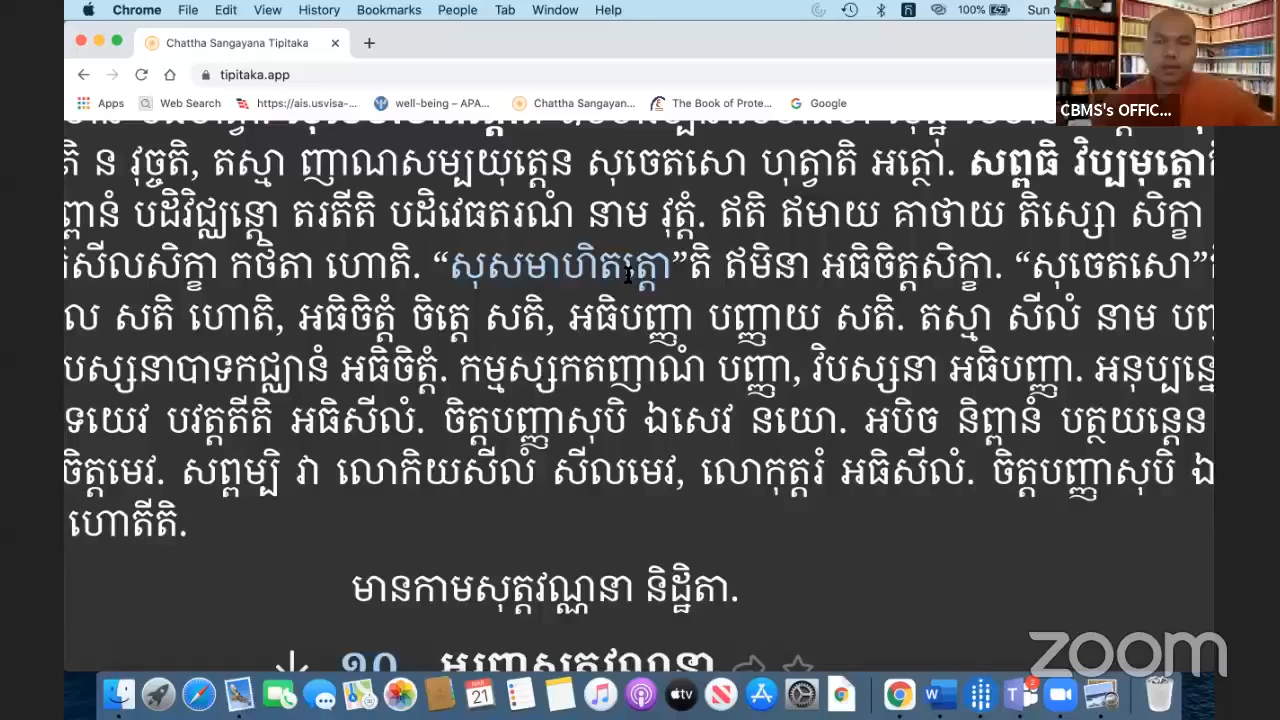 Chrome File Edit View History Bookmarks People Tab Window Help 100% Sun
Chattha Sangayana Tipitaka
tipitaka.app
Apps Web Search https://ais.usvisa-... well-being – APA... Chattha Sangayan... The Book of Prote... Google
CBMS's OFFIC...
តិ ន វុច្ចតិ, តស្មា ញាណសម្បយុត្តេន សុចេតសោ ហុត្វាតិ អត្ថោ. សព្ពធិ វិប្បមុត្តោ
ព្ពានំ បដិវិជ្ឈន្តោ តរតីតិ បដិវេធតរណំ នាម វុត្តំ. ឥតិ ឥមាយ គាថាយ តិស្សោ សិក្ខា
សីលសិក្ខា កថិតា ហោតិ. “សុសមាហិតត្តោ”តិ ឥមិនា អធិចិត្តសិក្ខា. “សុចេតសោ”
ល សតិ ហោតិ, អធិចិត្តំ ចិត្តេ សតិ, អធិបញ្ញា បញ្ញាយ សតិ. តស្មា សីលំ នាម
បស្សនាបាទកជ្ឈានំ អធិចិត្តំ. កម្មស្សកតញាណំ បញ្ញា, វិបស្សនា អធិបញ្ញា. អនុប្បន្នេ
ទយេវ បវត្តតីតិ អធិសីលំ. ចិត្តបញ្ញាសុបិ ឯសេវ នយោ. អបិច និព្ពានំ បត្ថយន្តេន
ចិត្តមេវ. សព្ពម្បិ វា លោកិយសីលំ សីលមេវ, លោកុត្តរំ អធិសីលំ. ចិត្តបញ្ញាសុបិ ឯ
ហោតីតិ.
មានកាមសុត្តវណ្ណនា និដ្ឋិតា.
១០
MAR
21
2
zoom